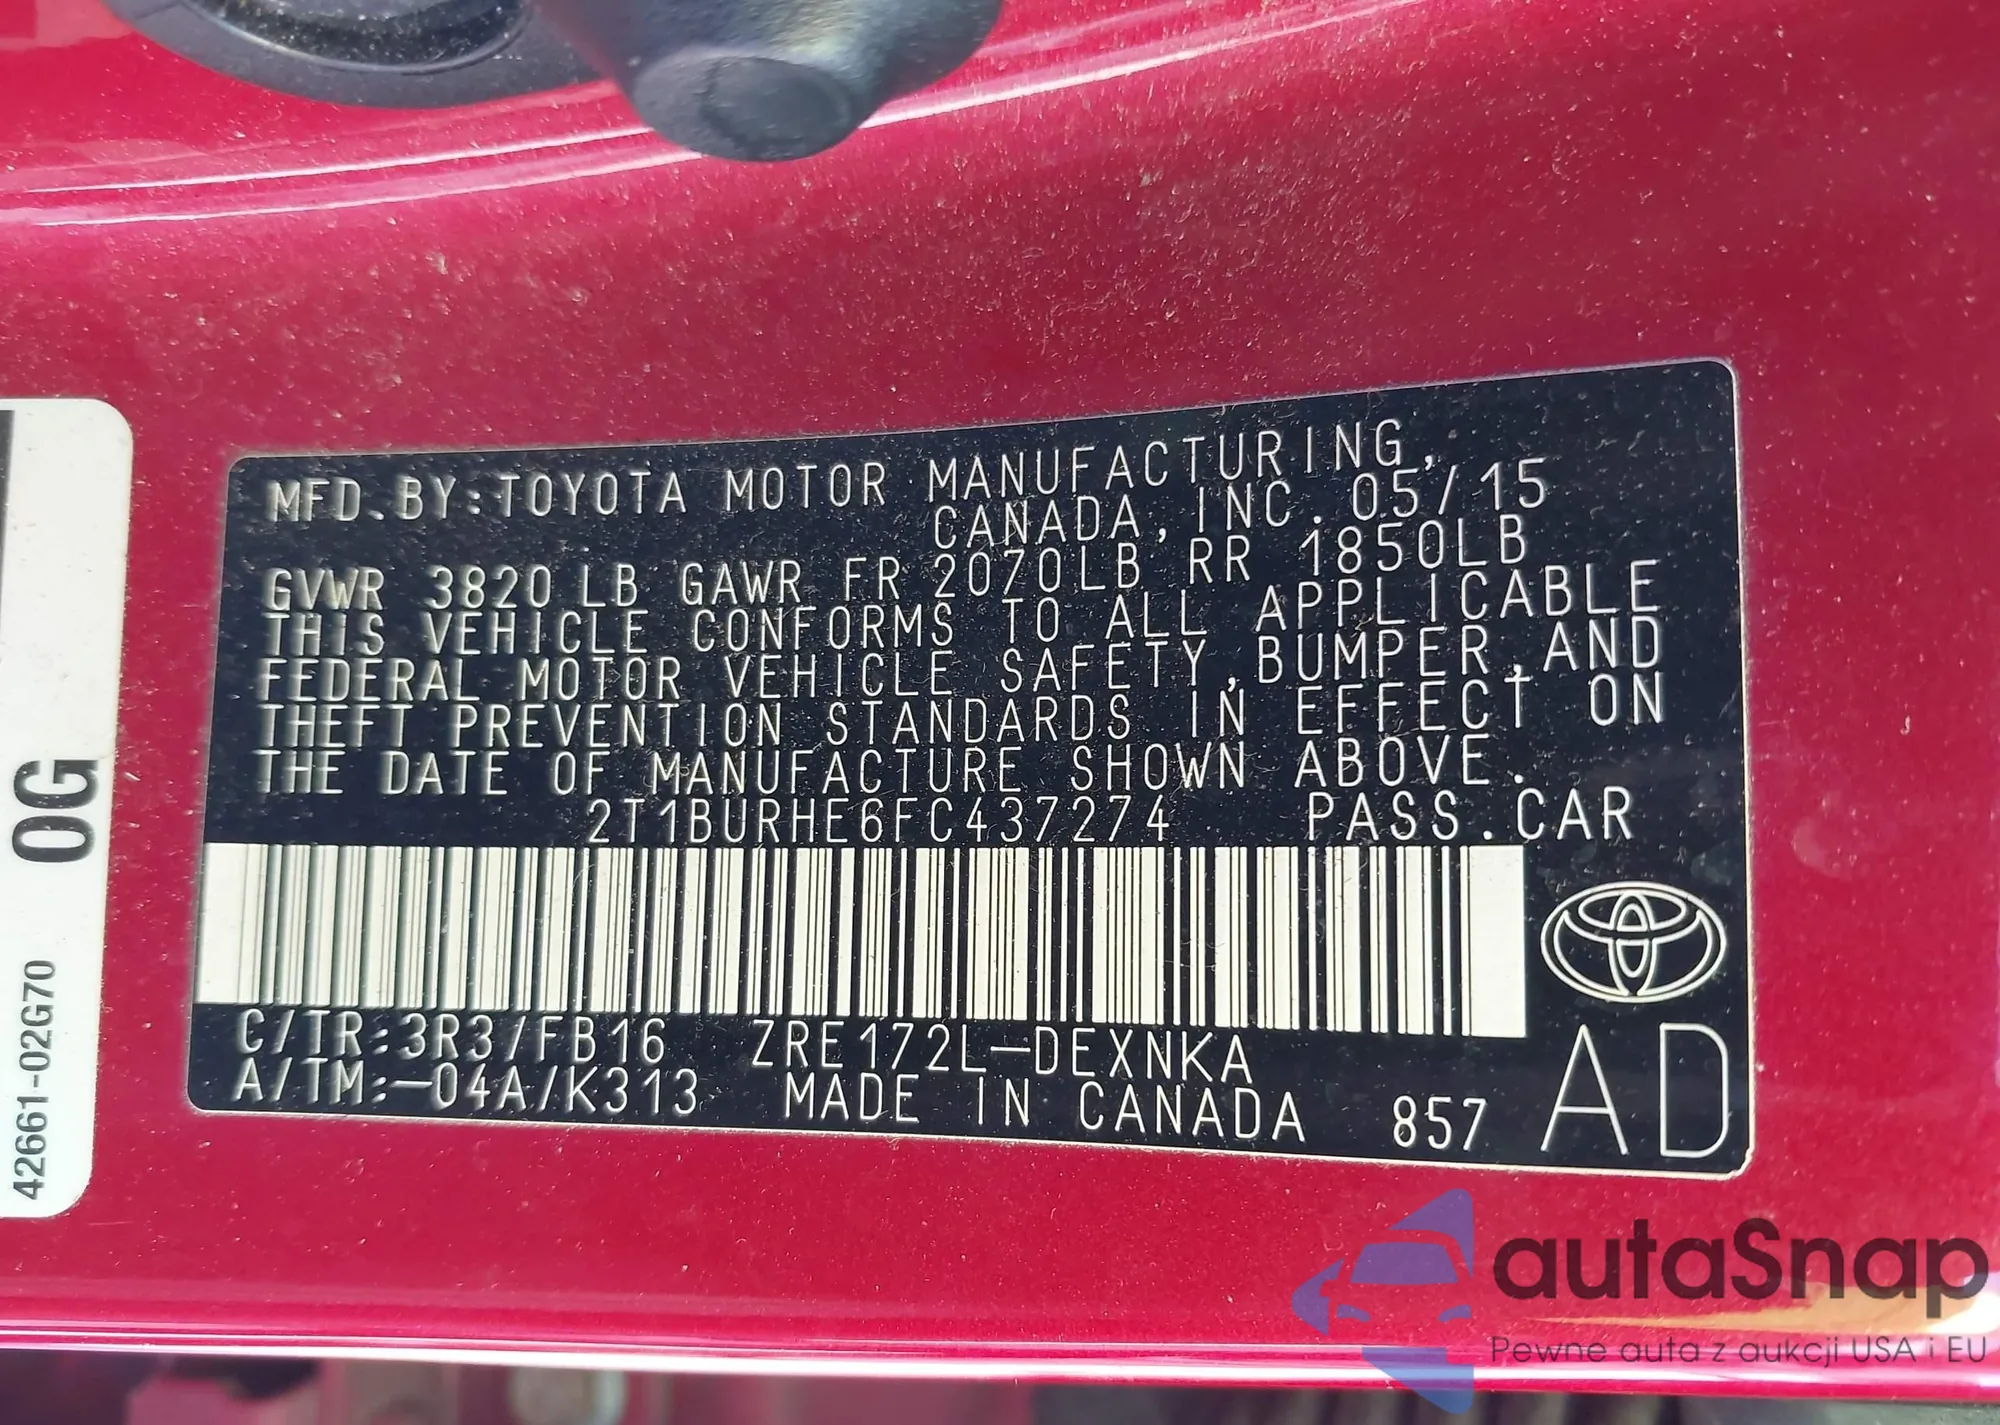 MFD. BY: TOYOTA MOTOR MANUFACTURING,
CANADA, INC. 05/15
GVWR 3820 LB GAWR FR 2070LB RR 1850LB
THIS VEHICLE CONFORMS TO ALL APPLICABLE
FEDERAL MOTOR VEHICLE SAFETY, BUMPER, AND
THEFT PREVENTION STANDARDS IN EFFECT ON
THE DATE OF MANUFACTURE SHOWN ABOVE.
2T1BURHE6FC437274 PASS. CAR
C/TR: 3R3/FB16 ZRE172L-DEXNKA
A/TM: -04A/K313 MADE IN CANADA 857 AD
0G
42661-02G70
autaSnap
Pewne auta z aukcji USA i EU